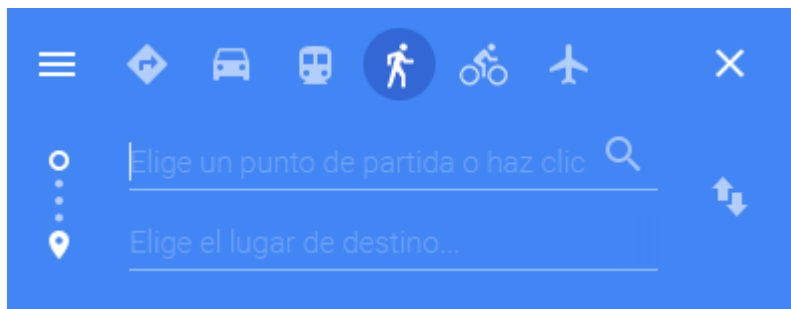 Elige un punto de partida o haz clic
Elige el lugar de destino...